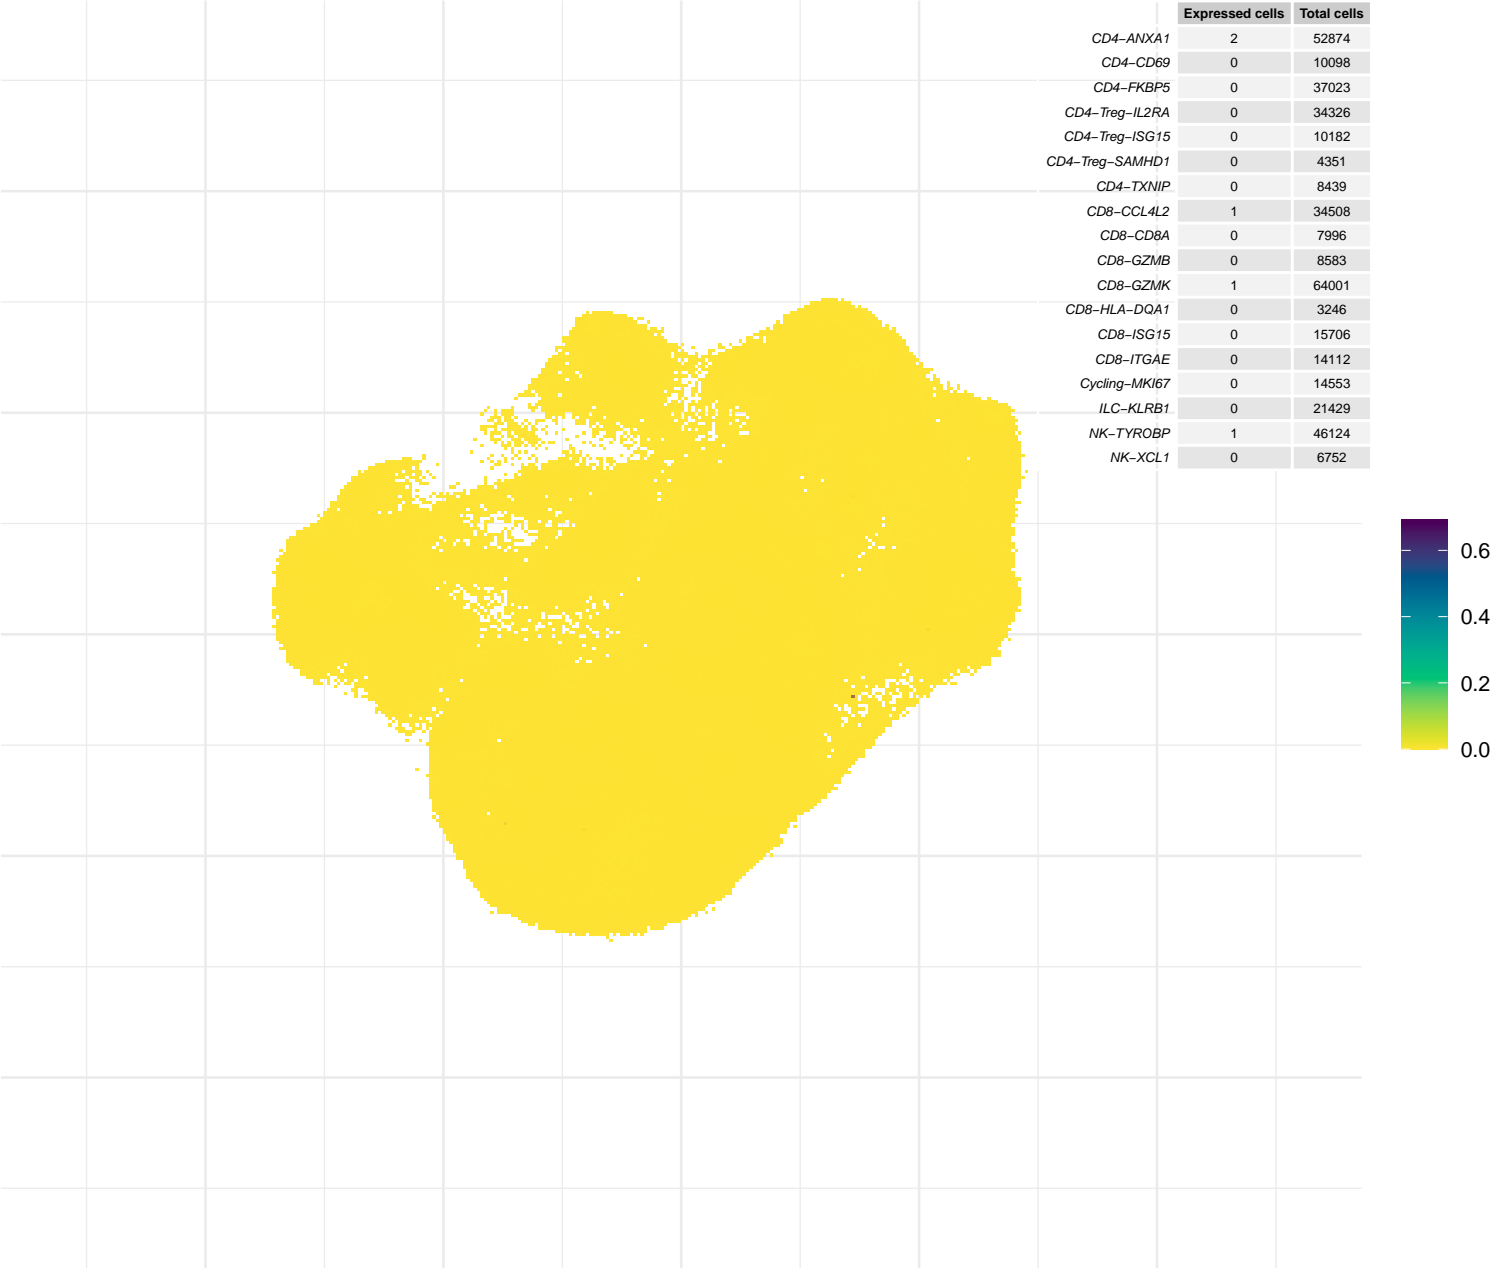 Expressed cells Total cells
CD4−ANXA1 2 52874
CD4−CD69 0 10098
CD4−FKBP5 0 37023
CD4−Treg−IL2RA 0 34326
CD4−Treg−ISG15 0 10182
CD4−Treg−SAMHD1 0 4351
CD4−TXNIP 0 8439
CD8−CCL4L2 1 34508
CD8−CD8A 0 7996
CD8−GZMB 0 8583
CD8−GZMK 1 64001
CD8−HLA−DQA1 0 3246
CD8−ISG15 0 15706
CD8−ITGAE 0 14112
Cycling−MKI67 0 14553
ILC−KLRB1 0 21429
NK−TYROBP 1 46124
NK−XCL1 0 6752
0.6
0.4
0.2
0.0